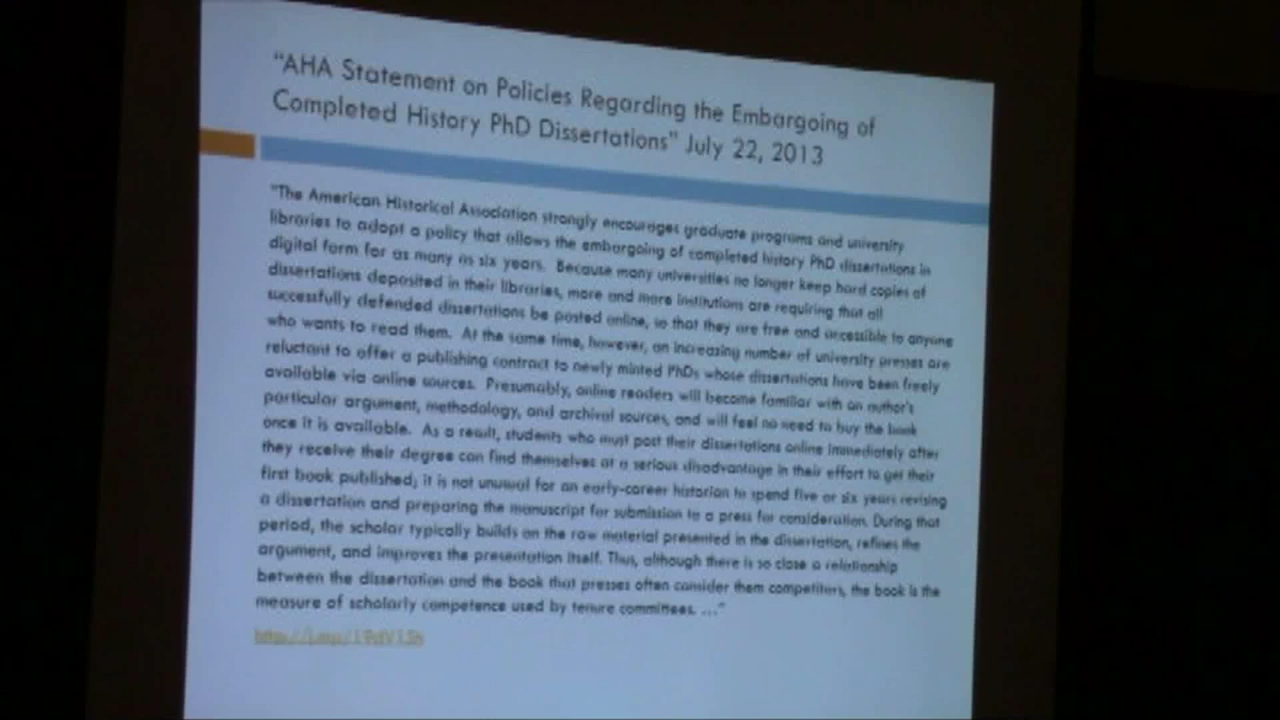 "AHA Statement on Policies Regarding the Embargoing of
Completed History PhD Dissertations" July 22, 2013
"The American Historical Association strongly encourages graduate programs and university
libraries to adopt a policy that allows the embargoing of completed history PhD dissertations in
digital form for as many as six years. Because many universities no longer keep hard copies of
dissertations deposited in their libraries, more and more institutions are requiring that all
successfully defended dissertations be posted online, so that they are free and accessible to anyone
who wants to read them. At the same time, however, an increasing number of university presses are
reluctant to offer a publishing contract to newly minted PhDs whose dissertations have been freely
available via online sources. Presumably, online readers will become familiar with an author's
particular argument, methodology, and archival sources, and will feel no need to buy the book
once it is available. As a result, students who must post their dissertations online immediately after
they receive their degree can find themselves at a serious disadvantage in their effort to get their
first book published; it is not unusual for an early-career historian to spend five or six years revising
a dissertation and preparing the manuscript for submission to a press for consideration. During that
period, the scholar typically builds on the raw material presented in the dissertation, refines the
argument, and improves the presentation itself. Thus, although there is so close a relationship
between the dissertation and the book that presses often consider them competitors, the book is the
measure of scholarly competence used by tenure committees. ..."